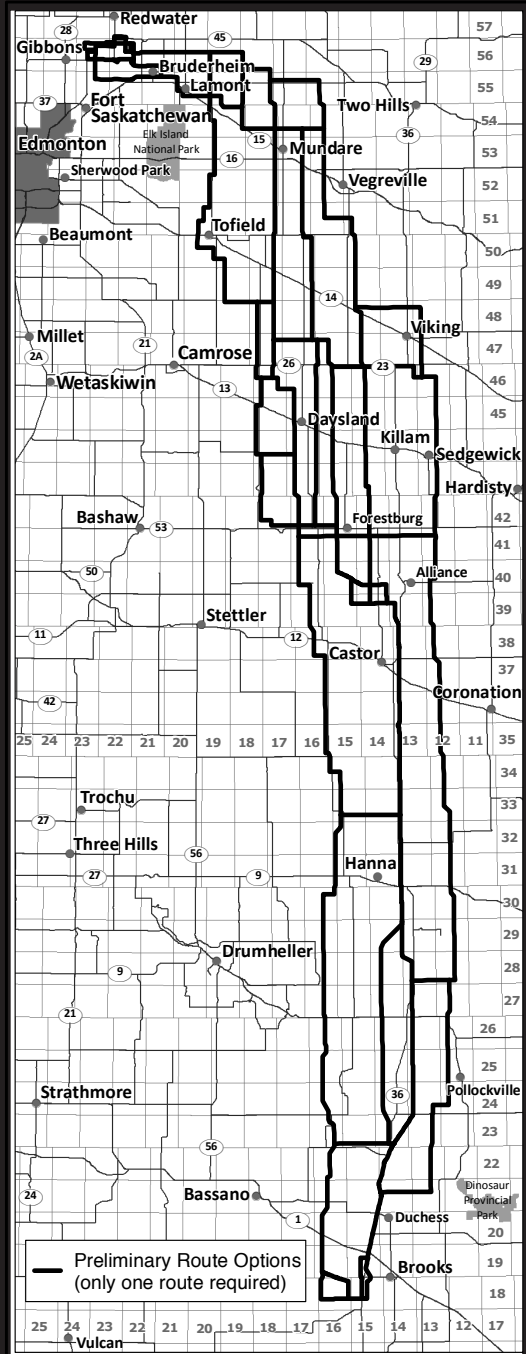 Redwater
57
28
45
Gibbons
56
29
Bruderheim
55
Lamont
Two Hills
37
Fort
Saskatchewan
54
36
Edmonton
Elk Island
National Park
15
Mundare
53
16
Sherwood Park
52
Vegreville
51
Tofield
Beaumont
50
49
14
48
Viking
Millet
21
47
2A
Camrose
26
23
46
Wetaskiwin
13
45
Daysland
Killam
Sedgewick
Hardisty
Bashaw
53
Forestburg
42
41
50
Alliance
40
39
Stettler
11
12
38
Castor
37
Coronation
42
25 24 23 22 21 20 19 18 17 16 15 14 13 12 11 35
34
Trochu
33
27
32
Three Hills
56
Hanna
31
27
9
30
29
Drumheller
28
9
27
21
26
25
Pollockville
36
24
Strathmore
23
56
22
Dinosaur
Provincial
Park
24
Bassano
1
Duchess
20
Preliminary Route Options
(only one route required)
19
Brooks
18
25 24 23 22 21 20 19 18 17 16 15 14 13 12 17
Vulcan